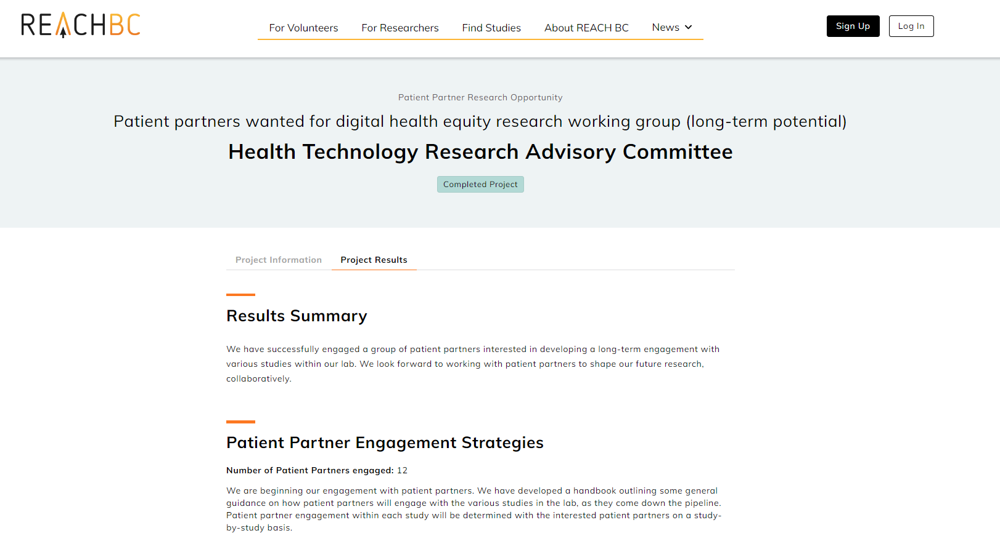 REACHBC
For Volunteers
For Researchers
Find Studies
About REACH BC
News
Sign Up
Log In
Patient Partner Research Opportunity
Patient partners wanted for digital health equity research working group (long-term potential)
Health Technology Research Advisory Committee
Completed Project
Project Information
Project Results
Results Summary
We have successfully engaged a group of patient partners interested in developing a long-term engagement with
various studies within our lab. We look forward to working with patient partners to shape our future research,
collaboratively.
Patient Partner Engagement Strategies
Number of Patient Partners engaged: 12
We are beginning our engagement with patient partners. We have developed a handbook outlining some general
guidance on how patient partners will engage with the various studies in the lab, as they come down the pipeline.
Patient partner engagement within each study will be determined with the interested patient partners on a study-
by-study basis.